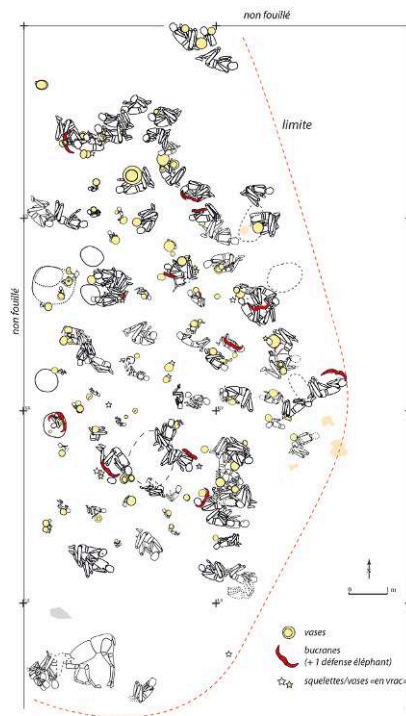 non fouillé
limite
non fouillé
vases
bucranes
(+ 1 défense éléphant)
squelettes/vases «en vrac»